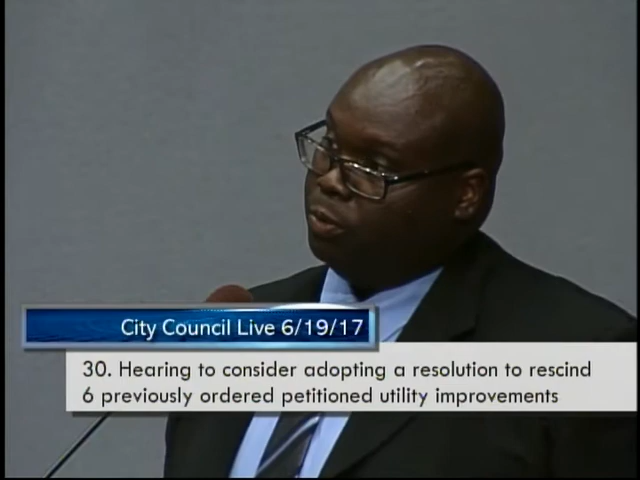 City Council Live 6/19/17
30. Hearing to consider adopting a resolution to rescind
6 previously ordered petitioned utility improvements